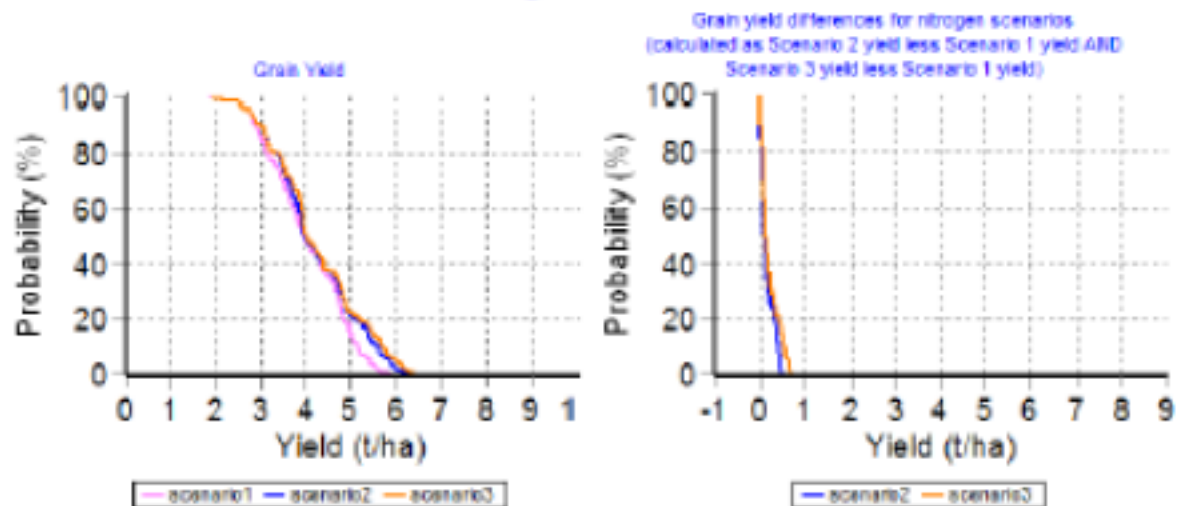 Grain Yield
Probability (%)
100
80
60
40
20
0
0 1 2 3 4 5 6 7 8 9 1
Yield (t/ha)
scenario1 scenario2 scenario3
Grain yield differences for nitrogen scenarios
(calculated as Scenario 2 yield less Scenario 1 yield AND
Scenario 3 yield less Scenario 1 yield)
Probability (%)
100
80
60
40
20
0
-1 0 1 2 3 4 5 6 7 8 9
Yield (t/ha)
scenario2 scenario3